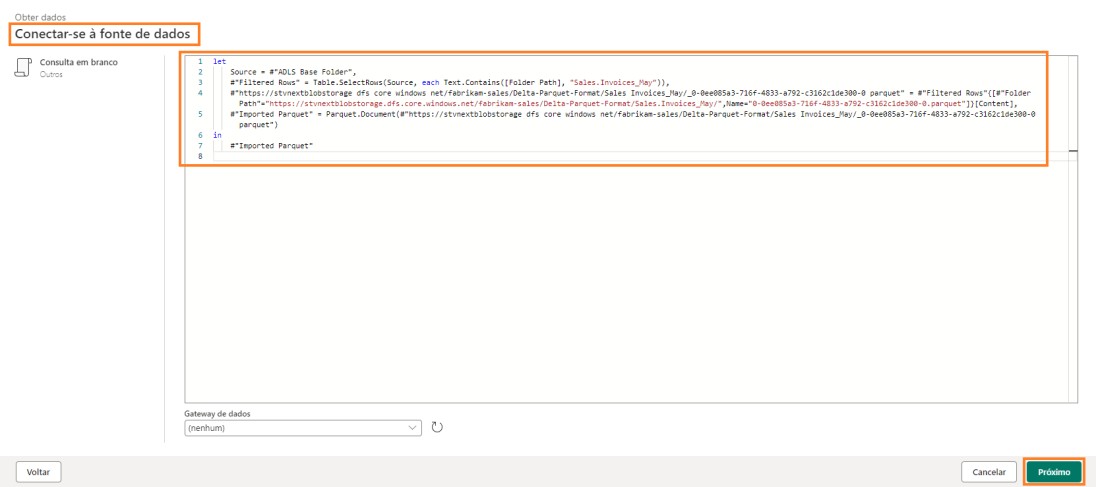 Obter dados
Conectar-se à fonte de dados
Consulta em branco
Outros
1 let
2 Source = #"ADLS Base Folder",
3 #"Filtered Rows" = Table.SelectRows(Source, each Text.Contains([Folder Path], "Sales.Invoices_May")),
4 #"https://stvnextblobstorage dfs core windows net/fabrikam-sales/Delta-Parquet-Format/Sales Invoices_May/_0-0ee085a3-716f-4833-a792-c3162c1de300-0 parquet" = #"Filtered Rows"{[#"Folder
Path"="https://stvnextblobstorage.dfs.core.windows.net/fabrikam-sales/Delta-Parquet-Format/Sales.Invoices_May/",Name="0-0ee085a3-716f-4833-a792-c3162c1de300-0.parquet"]}[Content],
5 #"Imported Parquet" = Parquet.Document(#"https://stvnextblobstorage dfs core windows net/fabrikam-sales/Delta-Parquet-Format/Sales Invoices_May/_0-0ee085a3-716f-4833-a792-c3162c1de300-0
parquet")
6 in
7 #"Imported Parquet"
8
Gateway de dados
(nenhum)
Voltar
Cancelar
Próximo